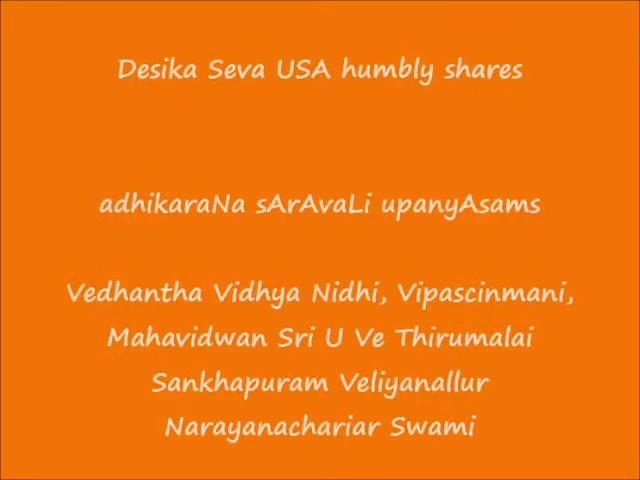 Desika Seva USA humbly shares
adhikaraNa sArAvaLi upanyAsams
Vedhantha Vidhya Nidhi, Vipascinmani,
Mahavidwan Sri U Ve Thirumalai
Sankhapuram Veliyanallur
Narayanachariar Swami